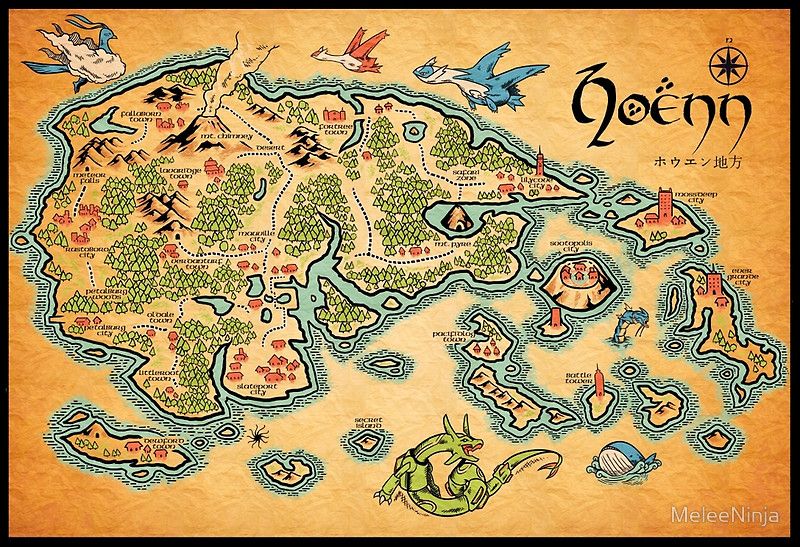 n
Hoënn
ホウエン地方
Fallarbor
Town
Mt. Chimney
Desert
Fortree
Town
Meteor
Falls
Lavaridge
Town
Safari
Zone
Lilycove
City
Mossdeep
City
Rustboro
City
Mauville
City
Verdanturf
Town
Mt. Pyre
Sootopolis
City
Ever
Grande
City
Petalburg
Woods
Oldale
Town
Petalburg
City
Pacifidlog
Town
Littleroot
Town
Slateport
City
Battle
Tower
Dewford
Town
Secret
Island
MeleeNinja